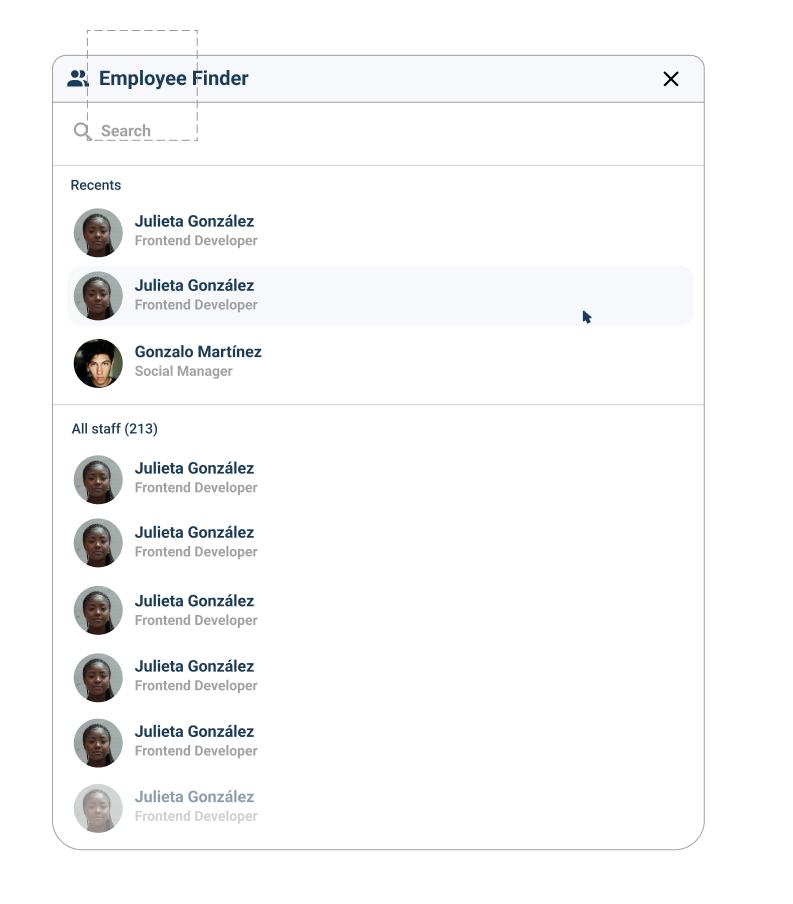 Employee Finder
Search
Recents
Julieta González
Frontend Developer
Julieta González
Frontend Developer
Gonzalo Martínez
Social Manager
All staff (213)
Julieta González
Frontend Developer
Julieta González
Frontend Developer
Julieta González
Frontend Developer
Julieta González
Frontend Developer
Julieta González
Frontend Developer
Julieta González
Frontend Developer